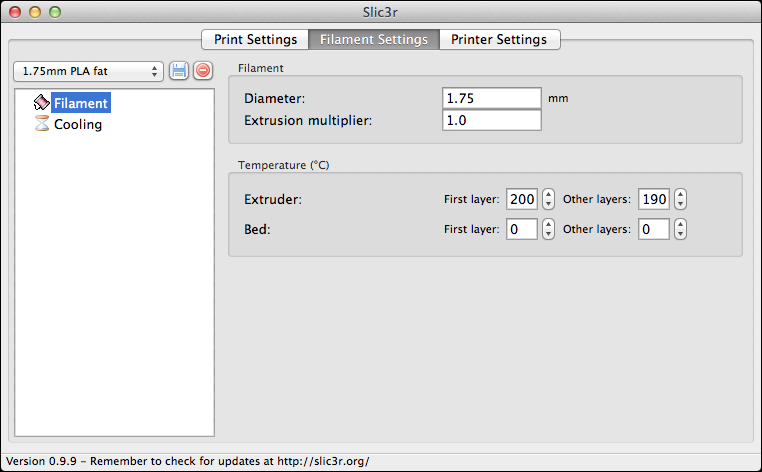 Slic3r
Print Settings Filament Settings Printer Settings
1.75mm PLA fat
Filament
Cooling
Filament
Diameter: 1.75 mm
Extrusion multiplier: 1.0
Temperature (°C)
Extruder: First layer: 200 Other layers: 190
Bed: First layer: 0 Other layers: 0
Version 0.9.9 – Remember to check for updates at http://slic3r.org/